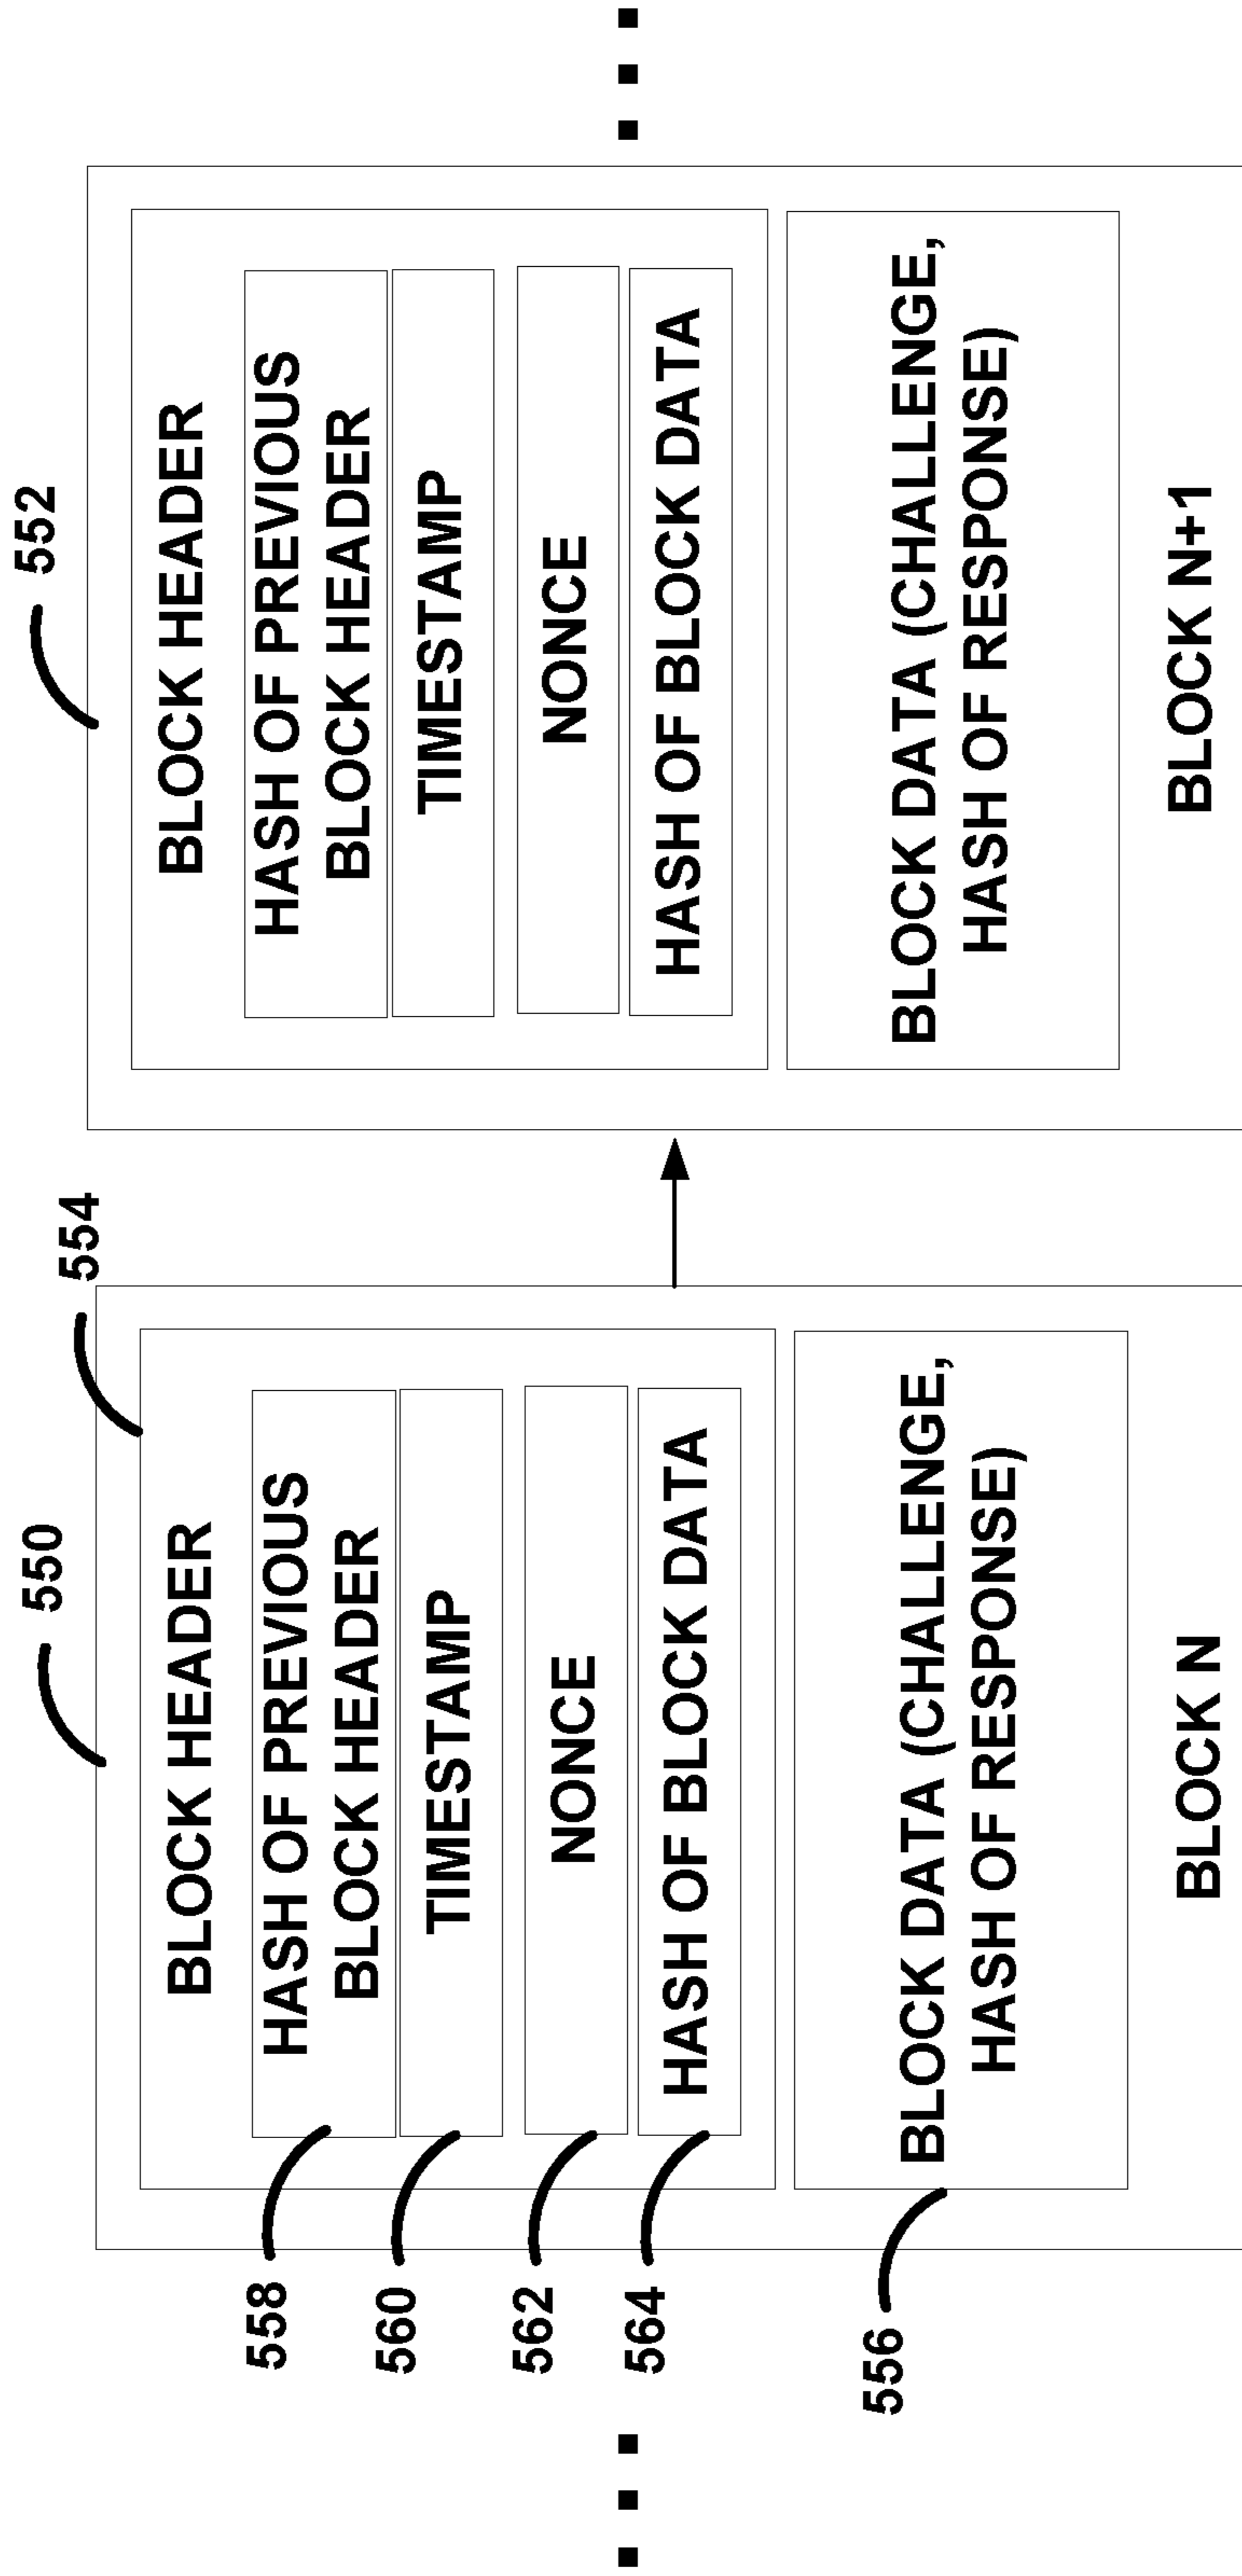 550
554
BLOCK HEADER
558
HASH OF PREVIOUS
BLOCK HEADER
560
TIMESTAMP
562
NONCE
564
HASH OF BLOCK DATA
556
BLOCK DATA (CHALLENGE,
HASH OF RESPONSE)
BLOCK N
552
BLOCK HEADER
HASH OF PREVIOUS
BLOCK HEADER
TIMESTAMP
NONCE
HASH OF BLOCK DATA
BLOCK DATA (CHALLENGE,
HASH OF RESPONSE)
BLOCK N+1